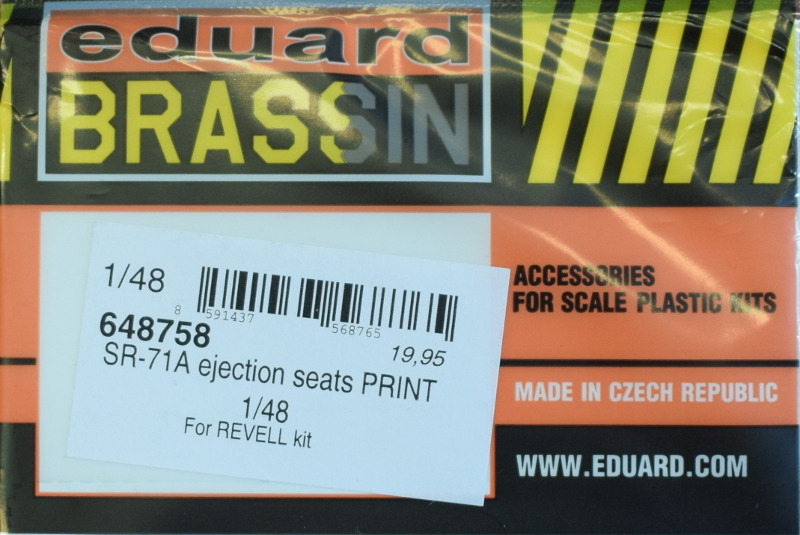 eduard
BRASSIN
ACCESSORIES
FOR SCALE PLASTIC KITS
MADE IN CZECH REPUBLIC
WWW.EDUARD.COM
1/48
8 591437 568765
648758
19,95
SR-71A ejection seats PRINT
1/48
For REVELL kit